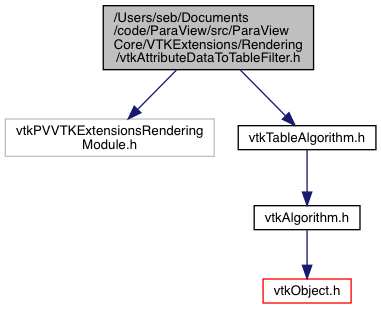 /Users/seb/Documents
/code/ParaView/src/ParaView
Core/VTKExtensions/Rendering
/vtkAttributeDataToTableFilter.h
vtkPVVTKExtensionsRendering
Module.h
vtkTableAlgorithm.h
vtkAlgorithm.h
vtkObject.h